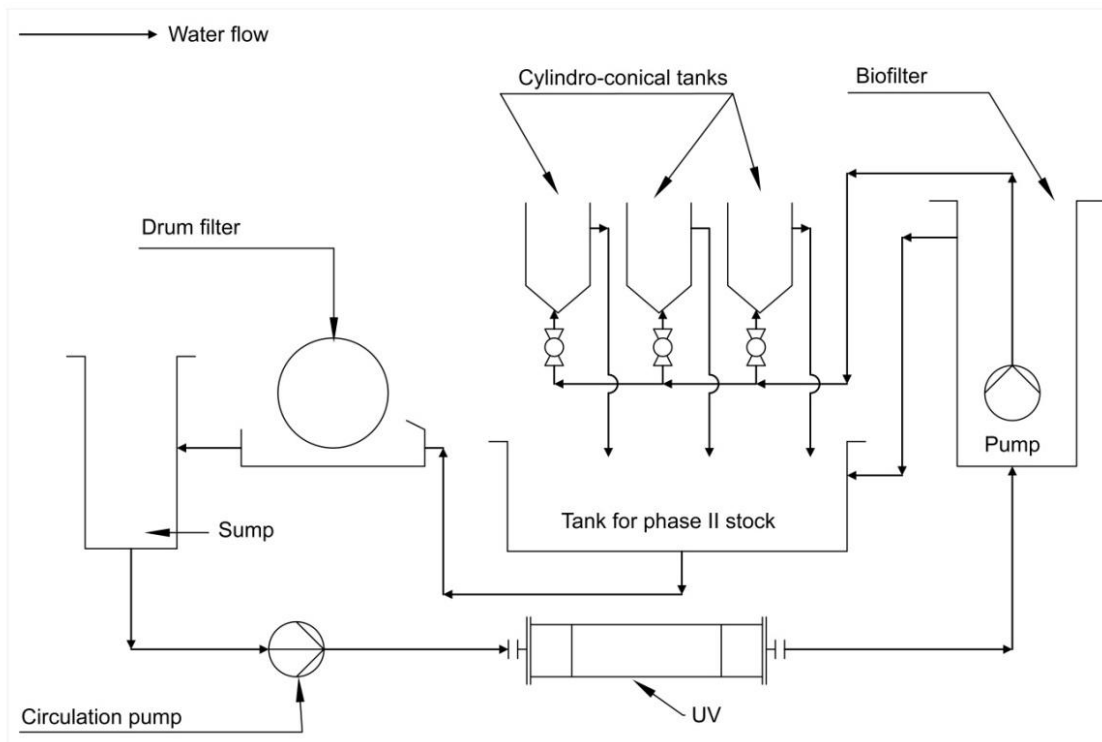 Water flow
Cylindro-conical tanks
Biofilter
Drum filter
Pump
Tank for phase II stock
Sump
UV
Circulation pump